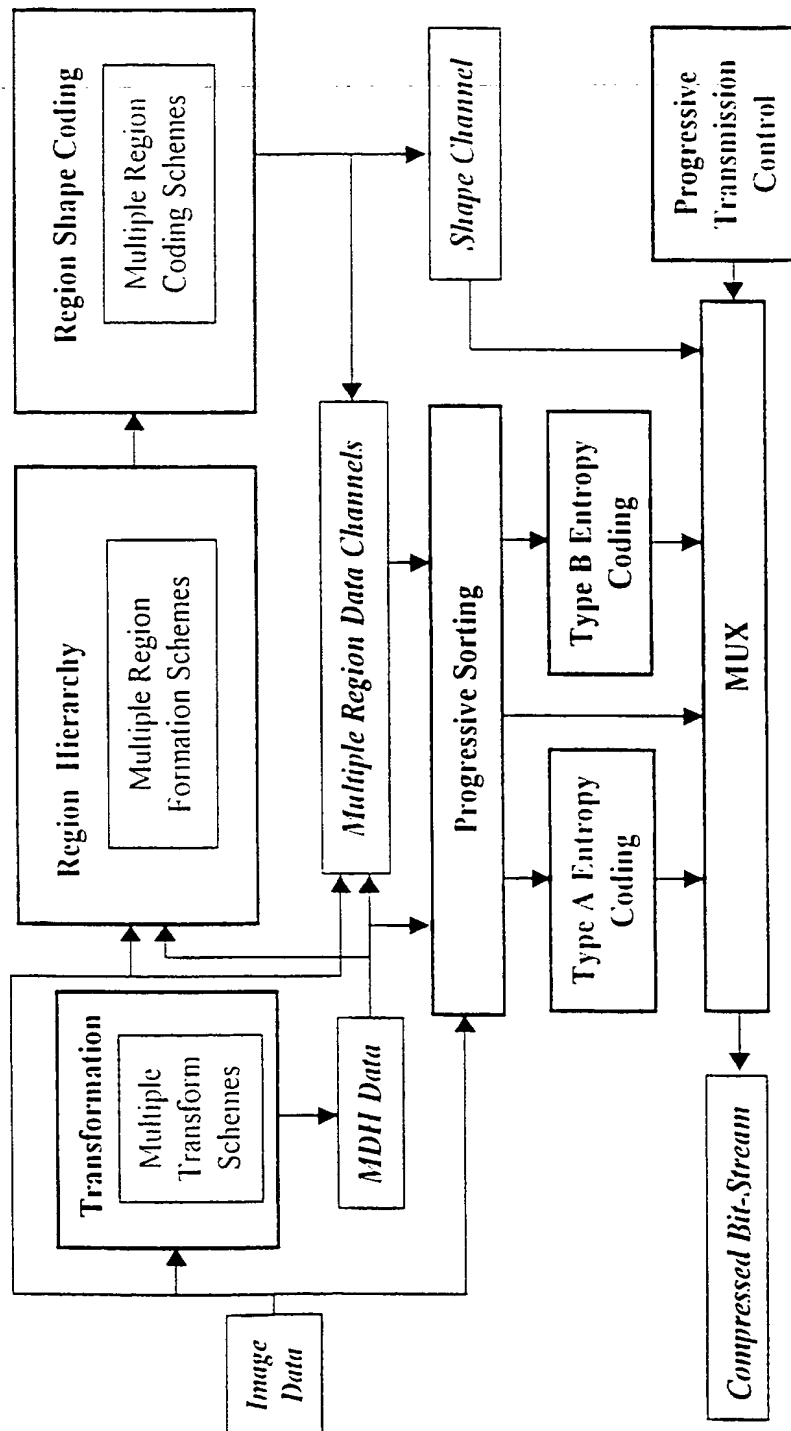 Image
Data
Transformation
Multiple
Transform
Schemes
MDH Data
Region Hierarchy
Multiple Region
Formation Schemes
Region Shape Coding
Multiple Region
Coding Schemes
Multiple Region Data Channels
Shape Channel
Progressive Sorting
Type A Entropy
Coding
Type B Entropy
Coding
Progressive
Transmission
Control
MUX
Compressed Bit-Stream